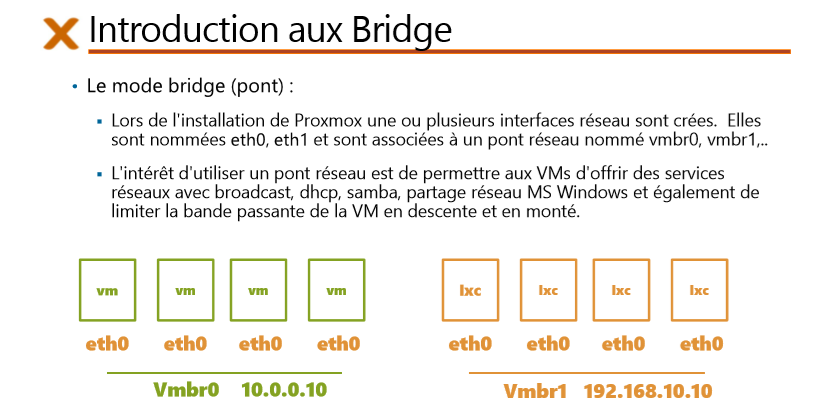 Introduction aux Bridge
Le mode bridge (pont) :
Lors de l'installation de Proxmox une ou plusieurs interfaces réseau sont crées. Elles
sont nommées eth0, eth1 et sont associées à un pont réseau nommé vmbr0, vmbr1,..
L'intérêt d'utiliser un pont réseau est de permettre aux VMs d'offrir des services
réseaux avec broadcast, dhcp, samba, partage réseau MS Windows et également de
limiter la bande passante de la VM en descente et en monté.
vm vm vm vm lxc lxc lxc lxc
eth0 eth0 eth0 eth0 eth0 eth0 eth0 eth0
Vmbr0 10.0.0.10 Vmbr1 192.168.10.10